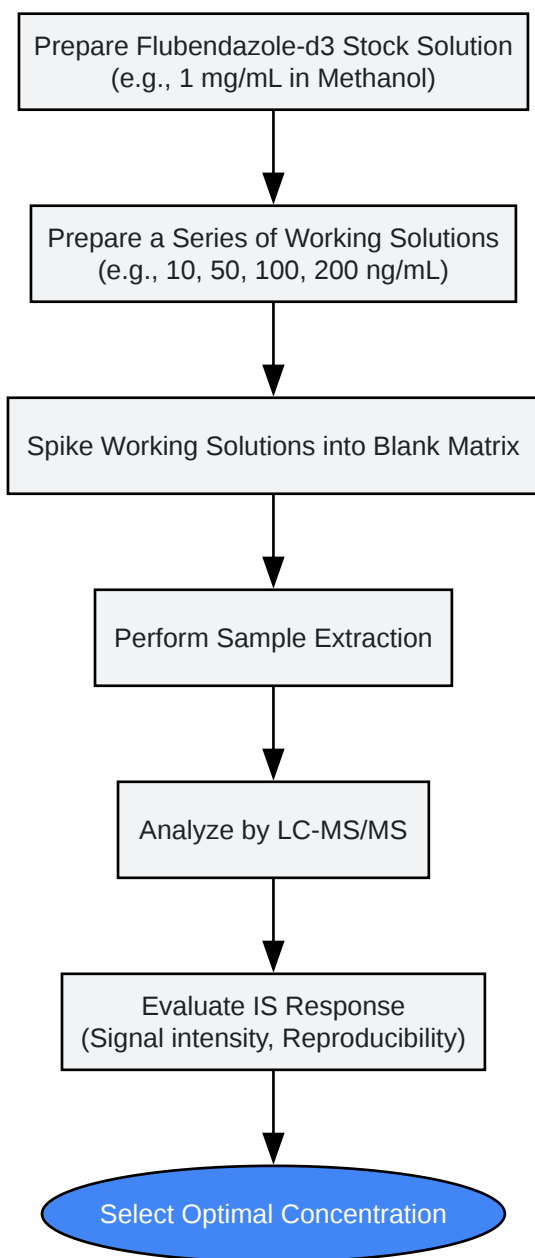 Prepare Flubendazole-d3 Stock Solution
(e.g., 1 mg/mL in Methanol)
Prepare a Series of Working Solutions
(e.g., 10, 50, 100, 200 ng/mL)
Spike Working Solutions into Blank Matrix
Perform Sample Extraction
Analyze by LC-MS/MS
Evaluate IS Response
(Signal intensity, Reproducibility)
Select Optimal Concentration